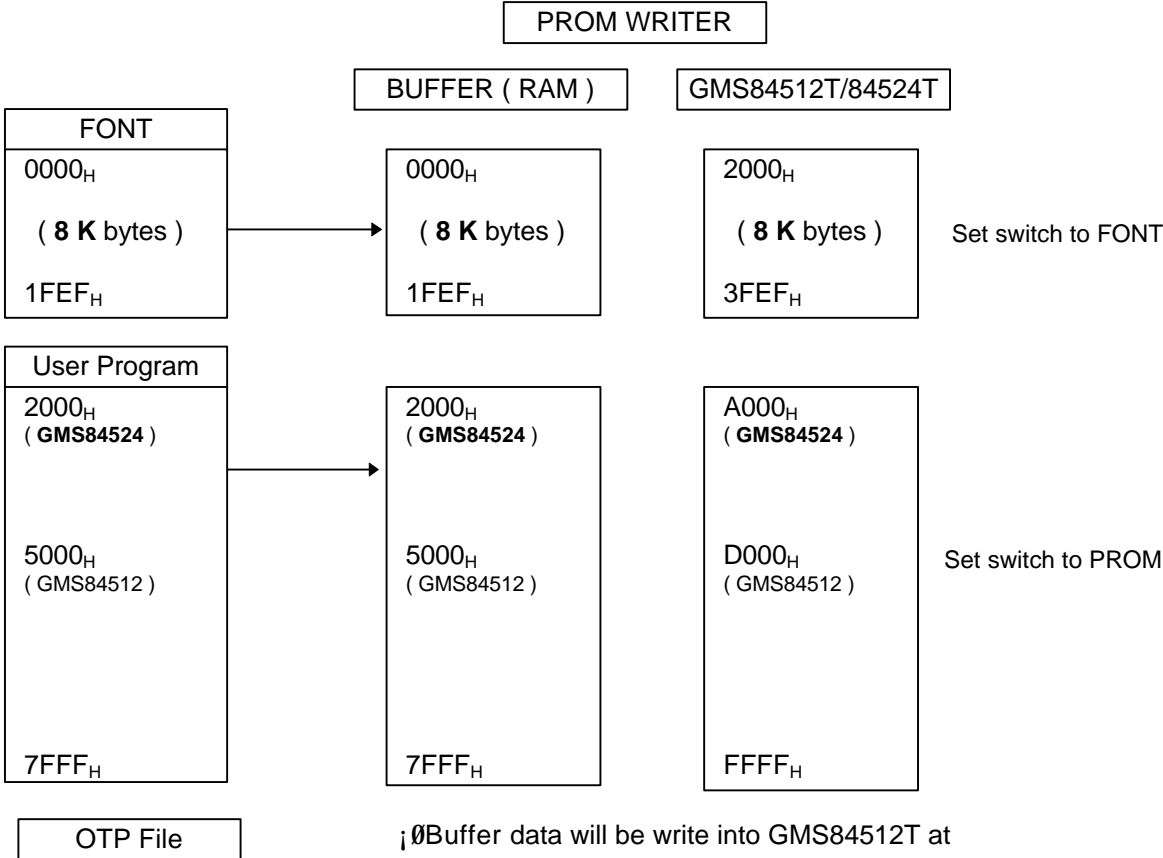 PROM WRITER
BUFFER ( RAM )
GMS84512T/84524T
FONT
0000H
( 8 K bytes )
1FEFH
0000H
( 8 K bytes )
1FEFH
2000H
( 8 K bytes )
3FEFH
Set switch to FONT
User Program
2000H
( GMS84524 )
5000H
( GMS84512 )
7FFFH
2000H
( GMS84524 )
5000H
( GMS84512 )
7FFFH
A000H
( GMS84524 )
D000H
( GMS84512 )
FFFFH
Set switch to PROM
OTP File
¡ØBuffer data will be write into GMS84512T at